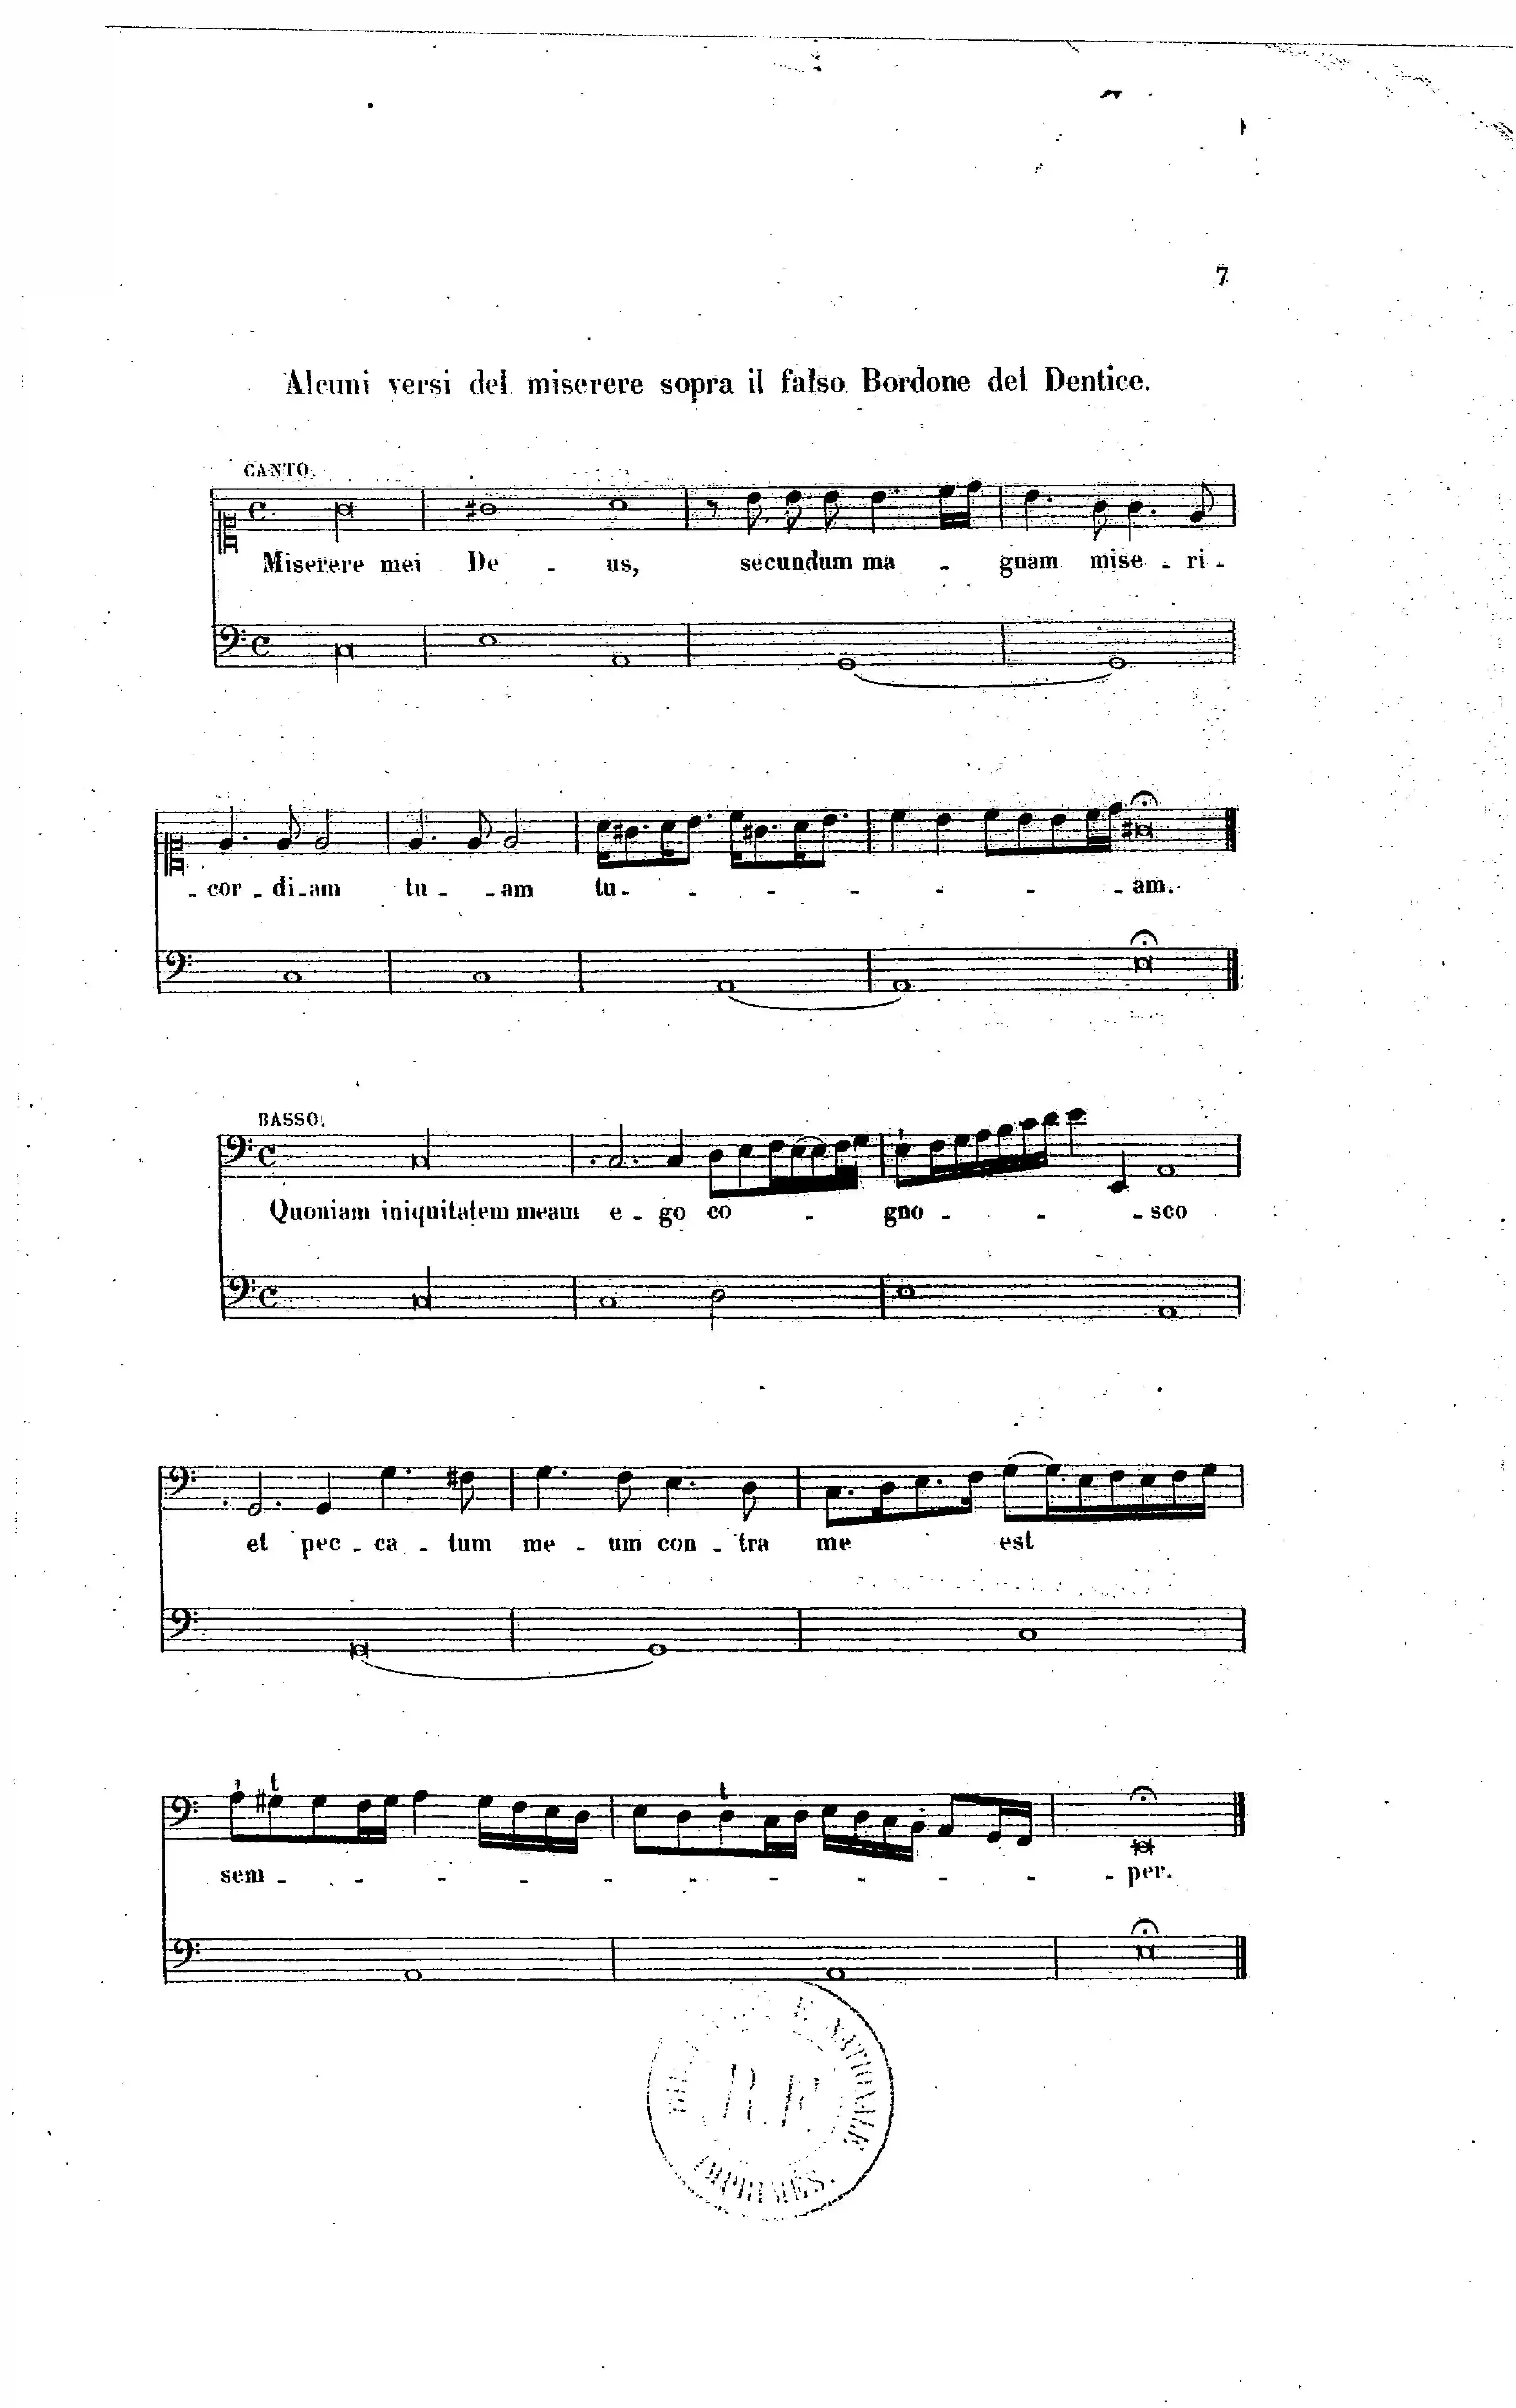 7
Alcuni versi del miserere sopra il falso Bordone del Dentice.
CANTO.
Miserere mei De - us, secundum ma - gnam mise - ri -
- cor - di - am tu - - am tu - - - - - - - am.
BASSO.
Quoniam iniquitatem meam e - go co - gno - - - - sco
et pec - ca - tum me - um con - tra me est
t
t
sem - - - - - - - - - - - per.
NATIONALE
R.F.
IMPRIMÉS.